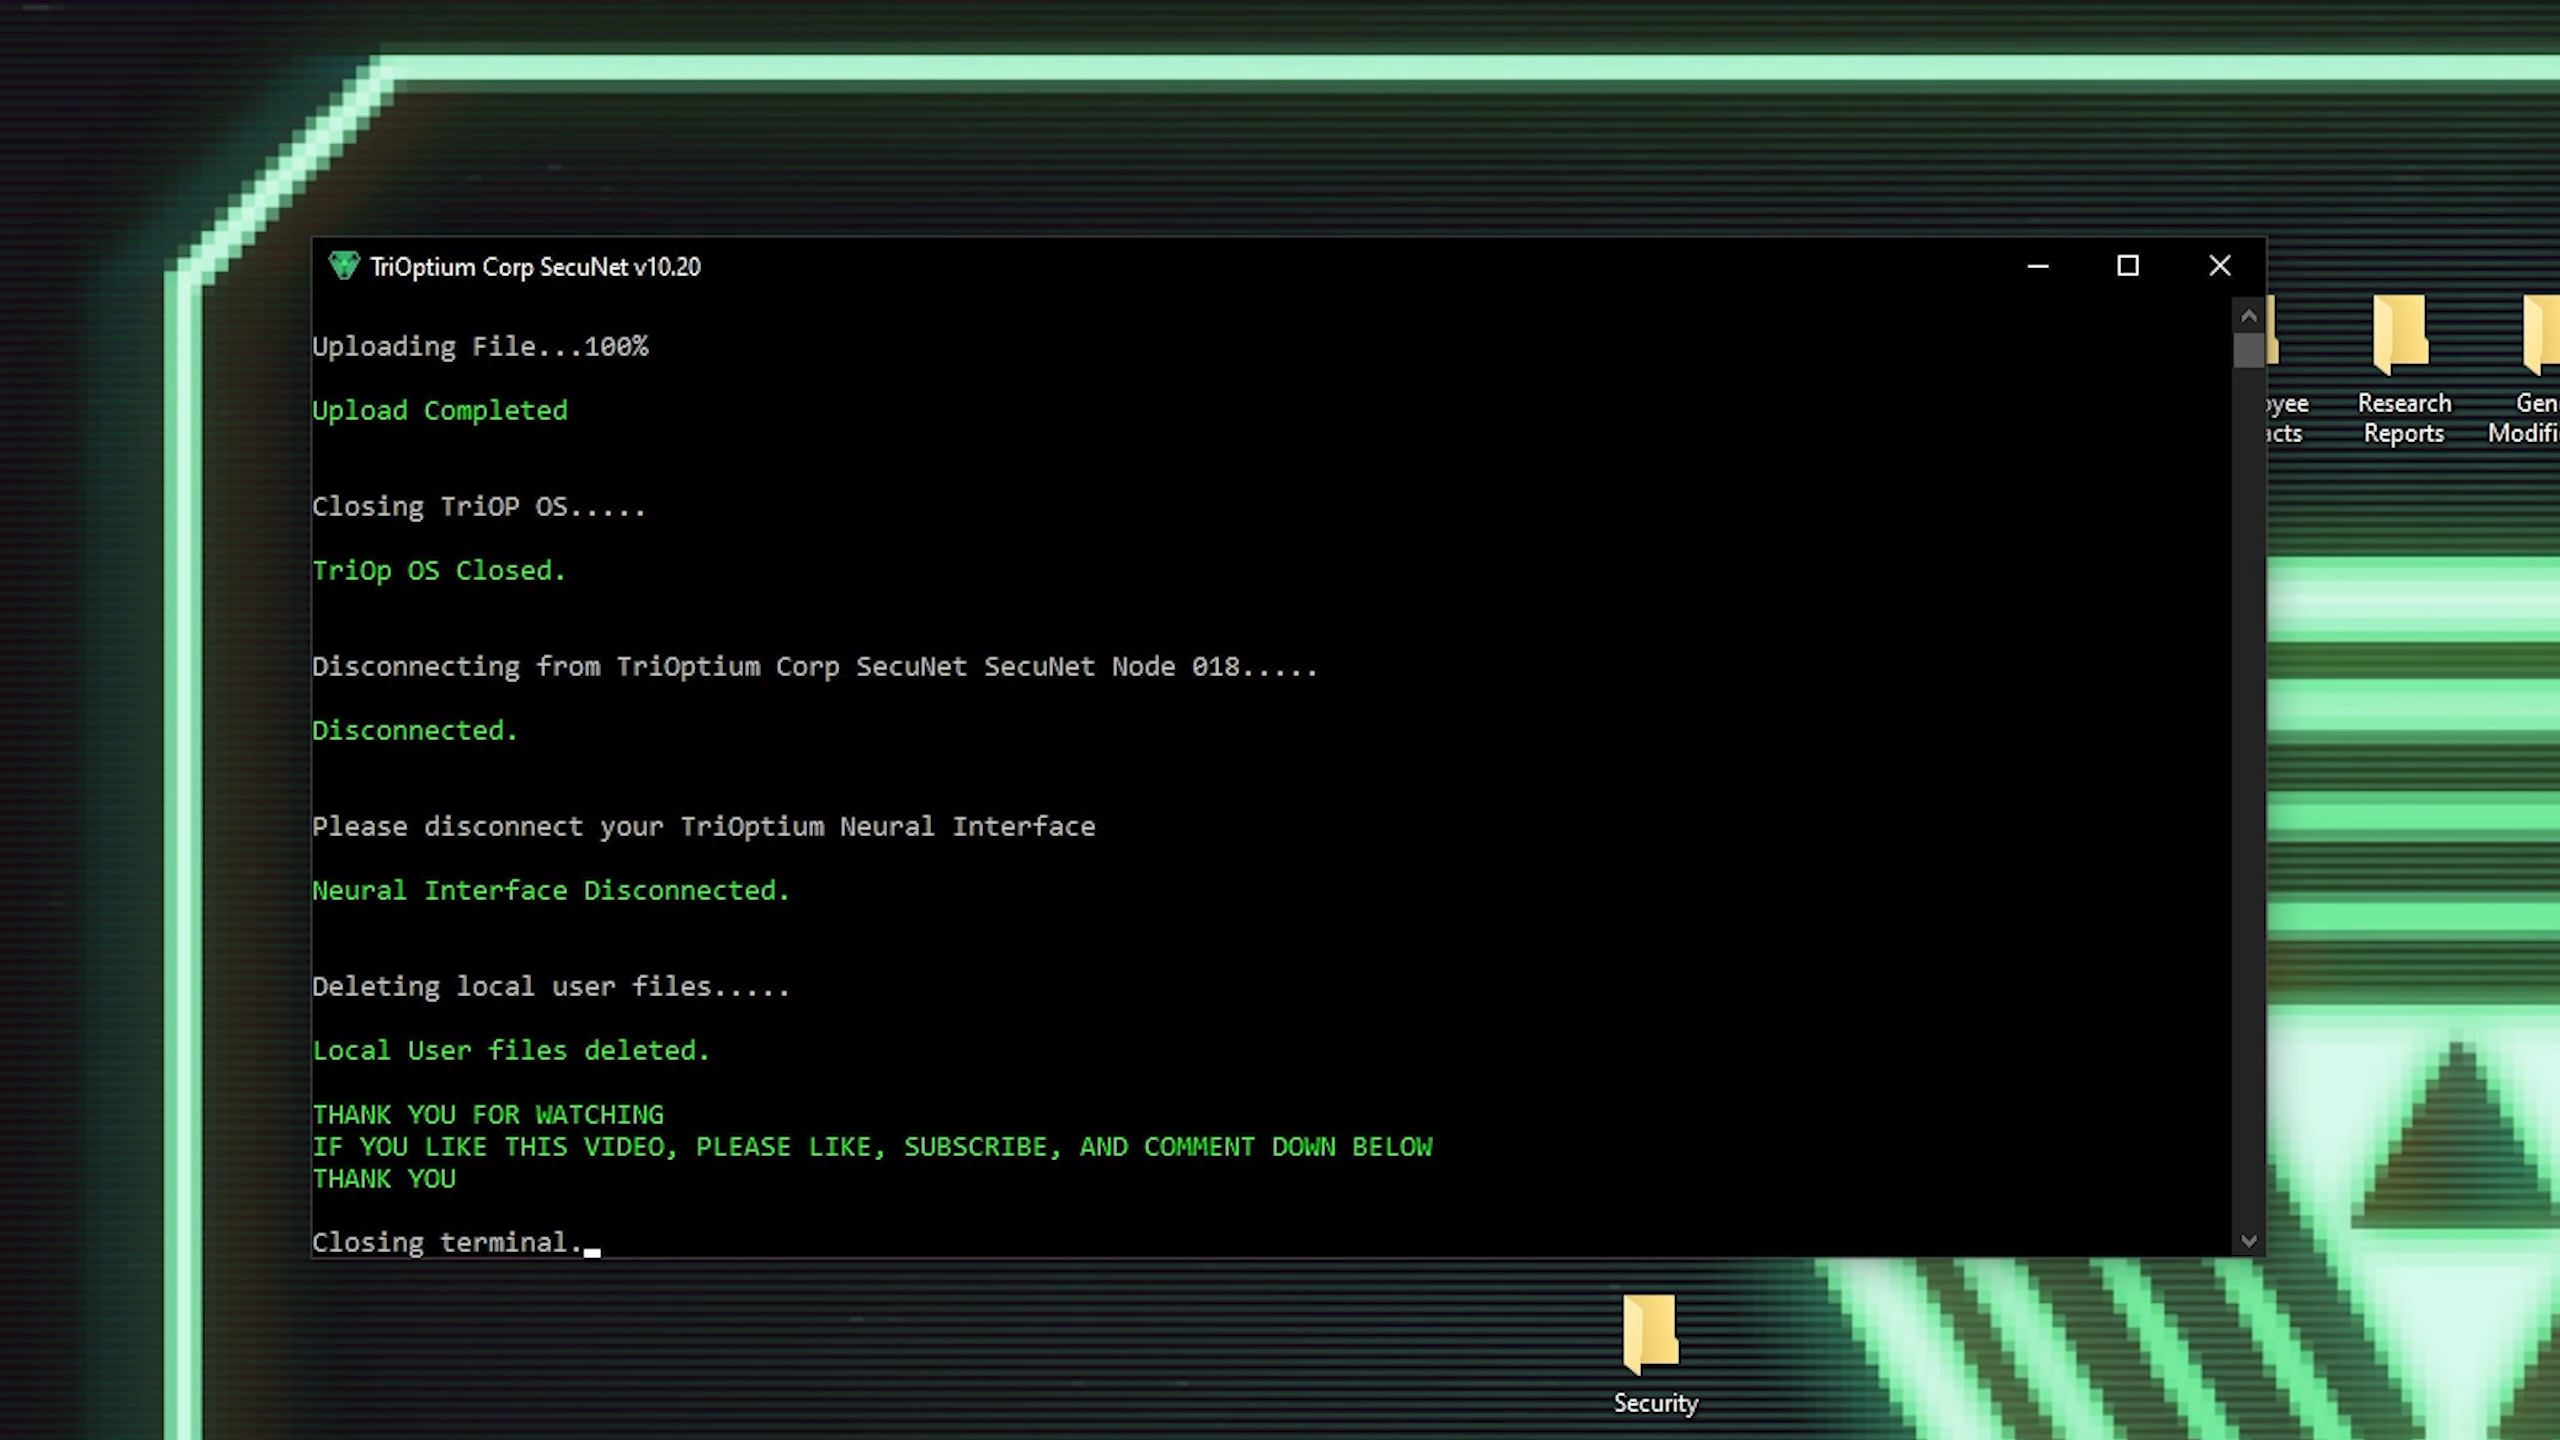 TriOptium Corp SecuNet v10.20
Uploading File...100%
Upload Completed
Closing TriOP OS.....
TriOp OS Closed.
Disconnecting from TriOptium Corp SecuNet SecuNet Node 018.....
Disconnected.
Please disconnect your TriOptium Neural Interface
Neural Interface Disconnected.
Deleting local user files.....
Local User files deleted.
THANK YOU FOR WATCHING
IF YOU LIKE THIS VIDEO, PLEASE LIKE, SUBSCRIBE, AND COMMENT DOWN BELOW
THANK YOU
Closing terminal.
Research
Reports
Security